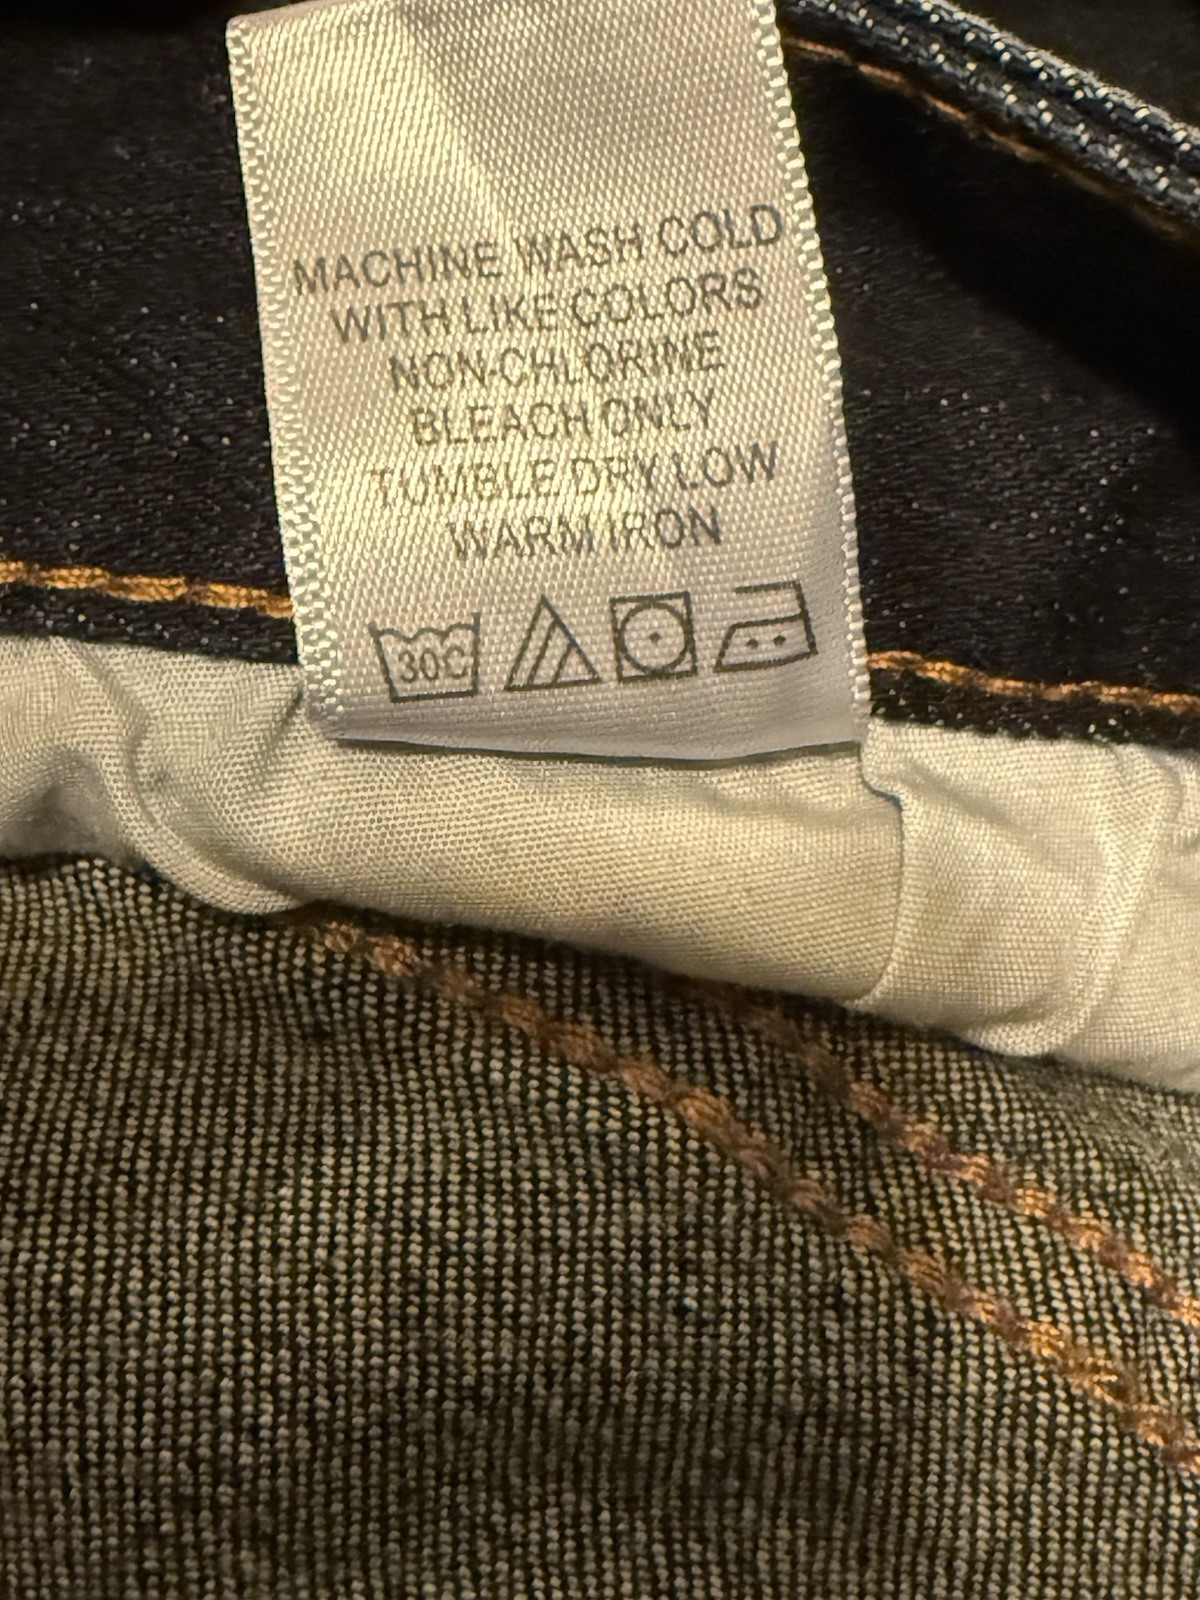 MACHINE WASH COLD
WITH LIKE COLORS
NON-CHLORINE
BLEACH ONLY
TUMBLE DRY LOW
WARM IRON
30C